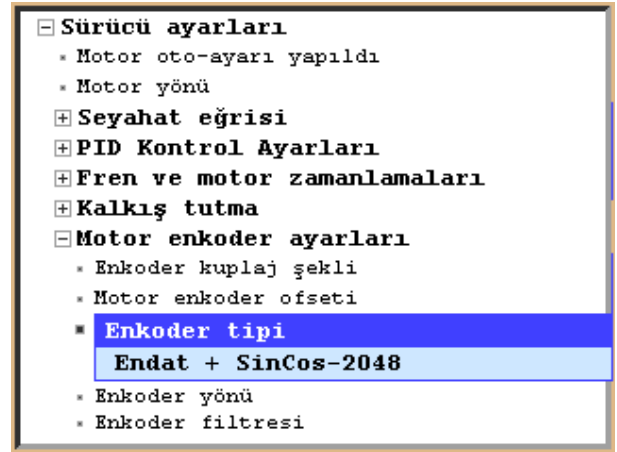 Sürücü ayarları
Motor oto-ayarı yapıldı
Motor yönü
Seyahat eğrisi
PID Kontrol Ayarları
Fren ve motor zamanlamaları
Kalkış tutma
Motor enkoder ayarları
Enkoder kuplaj şekli
Motor enkoder ofseti
Enkoder tipi
Endat + SinCos-2048
Enkoder yönü
Enkoder filtresi